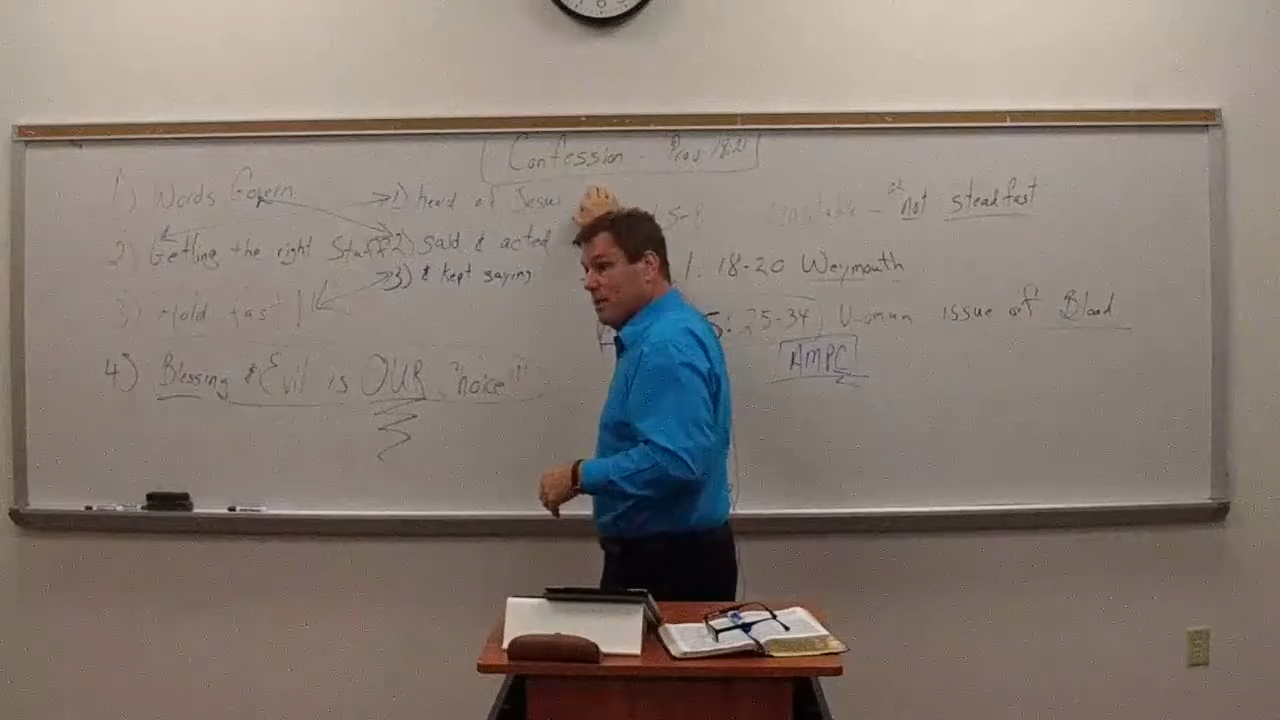 Confession - Prov. 18:21
1) Words Govern
2) Getting the right Stuff
3) Hold fast!
4) Blessing & Evil is OUR choice!!
→1) heard of Jesus
2) said & acted
3) & kept saying
5-8
not steadfast
1. 18-20 Weymouth
5:25-34) Woman issue of Blood
AMPC